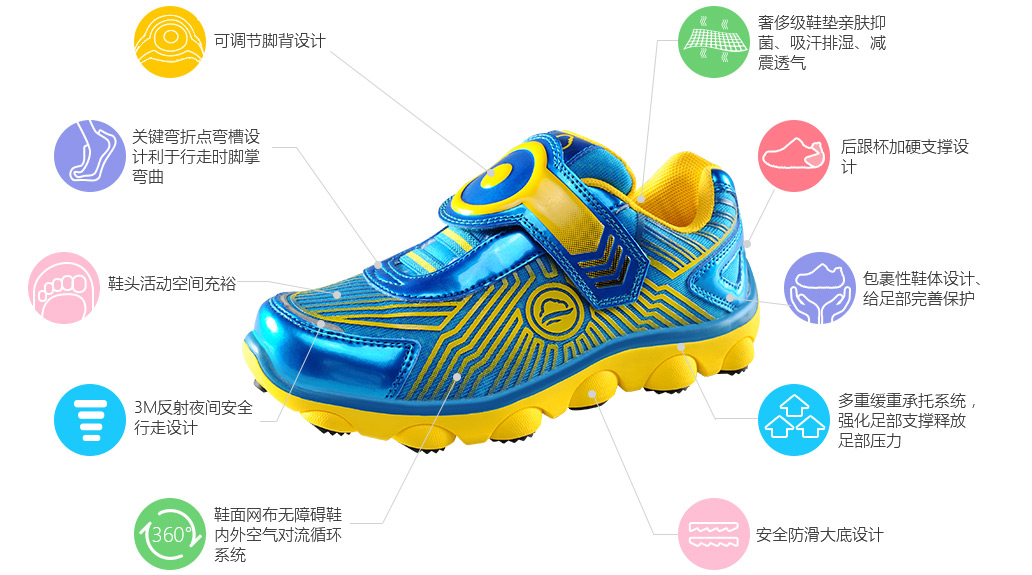 可调节脚背设计
关键弯折点弯槽设
计利于行走时脚掌
弯曲
鞋头活动空间充裕
3M反射夜间安全
行走设计
360°
鞋面网布无障碍鞋
内外空气对流循环
系统
奢侈级鞋垫亲肤抑
菌、吸汗排湿、减
震透气
后跟杯加硬支撑设
计
包裹性鞋体设计、
给足部完善保护
多重缓重承托系统，
强化足部支撑释放
足部压力
安全防滑大底设计